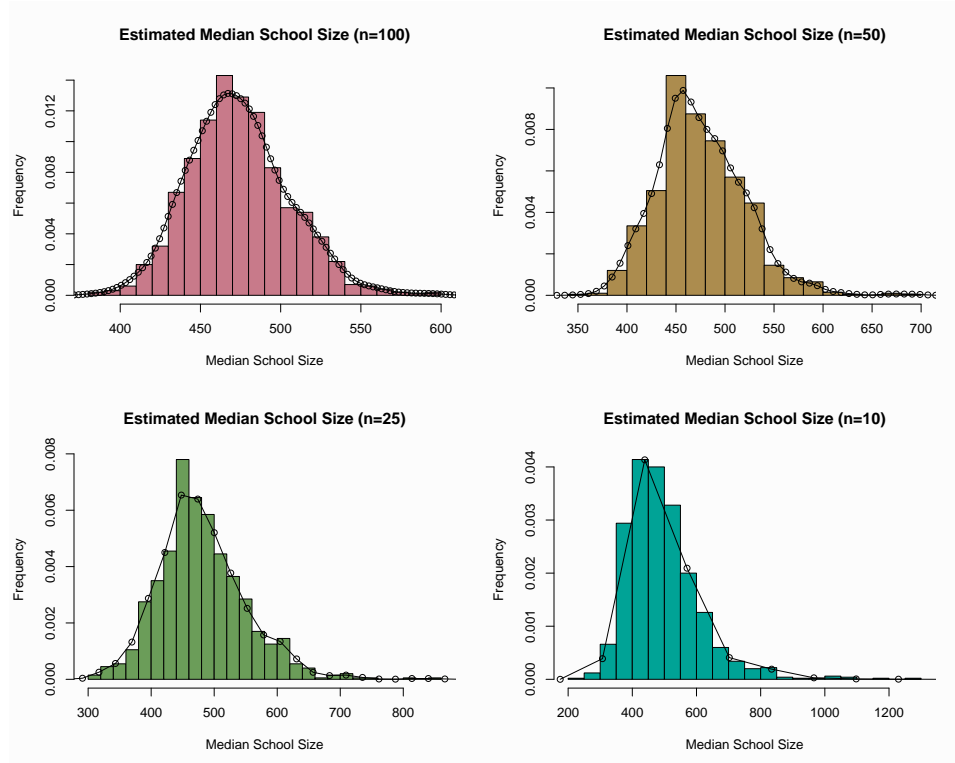 Estimated Median School Size (n=100)
Frequency
0.000 0.004 0.008 0.012
400 450 500 550 600
Median School Size
Estimated Median School Size (n=50)
Frequency
0.000 0.004 0.008
350 400 450 500 550 600 650 700
Median School Size
Estimated Median School Size (n=25)
Frequency
0.000 0.002 0.004 0.006 0.008
300 400 500 600 700 800
Median School Size
Estimated Median School Size (n=10)
Frequency
0.000 0.001 0.002 0.003 0.004
200 400 600 800 1000 1200
Median School Size